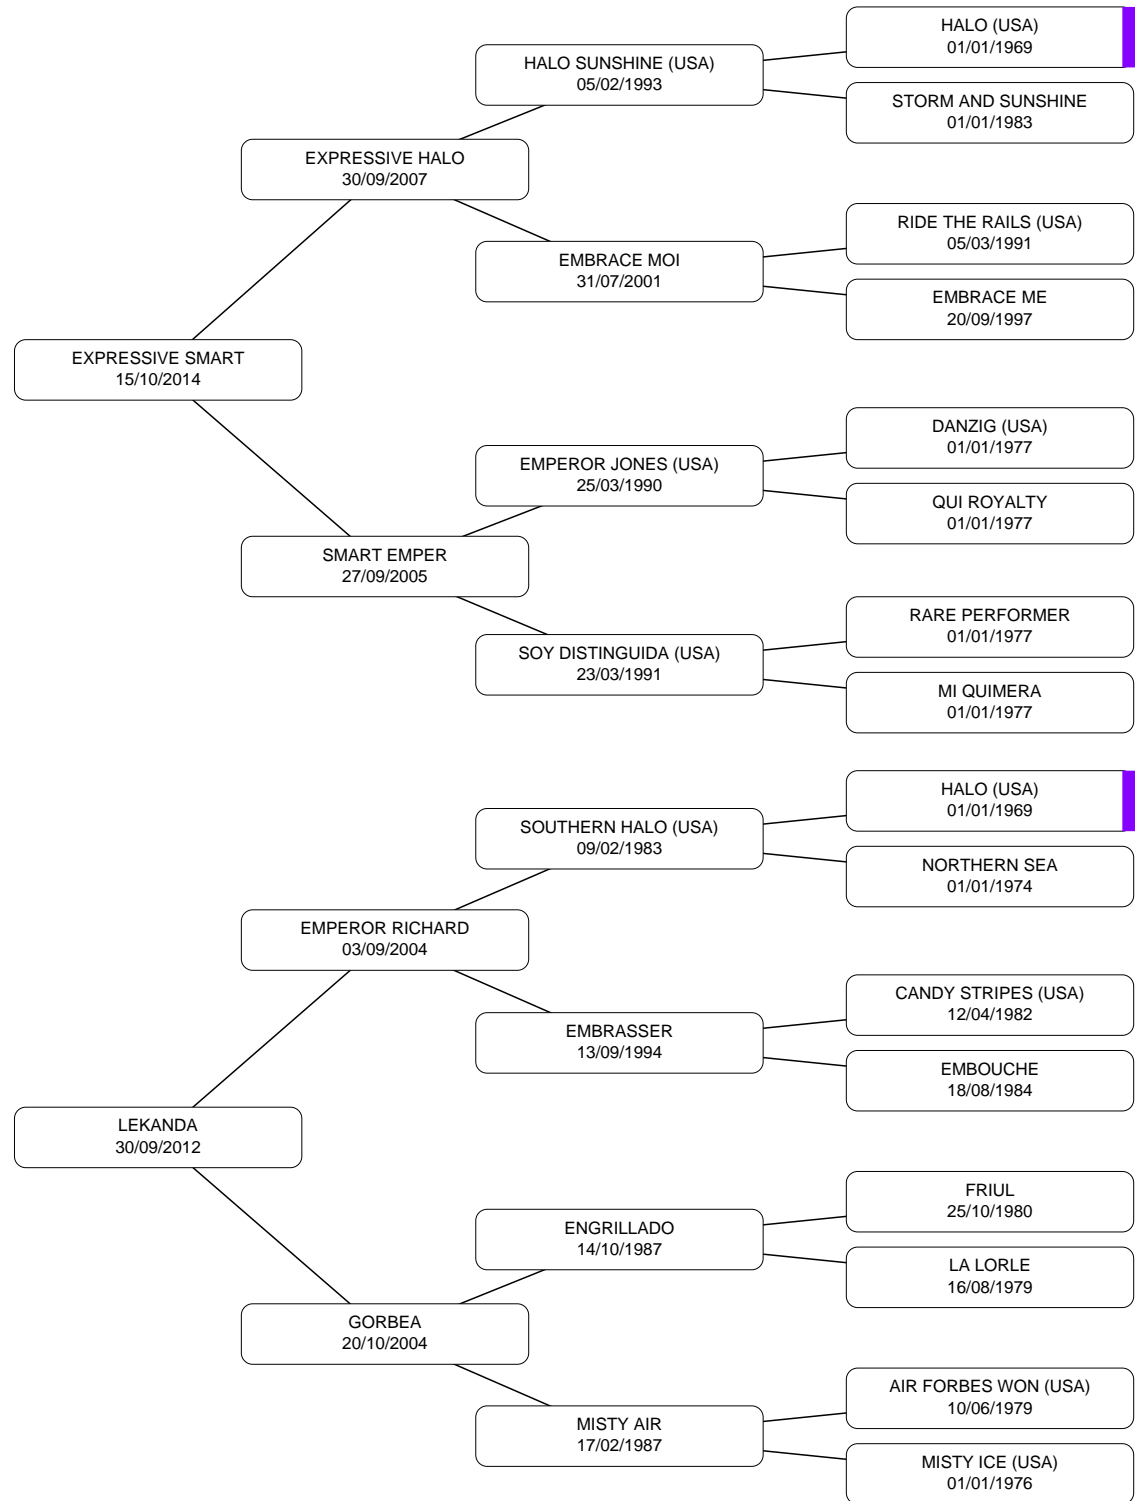 HALO (USA)
01/01/1969
HALO SUNSHINE (USA)
05/02/1993
STORM AND SUNSHINE
01/01/1983
EXPRESSIVE HALO
30/09/2007
RIDE THE RAILS (USA)
05/03/1991
EMBRACE MOI
31/07/2001
EMBRACE ME
20/09/1997
EXPRESSIVE SMART
15/10/2014
DANZIG (USA)
01/01/1977
EMPEROR JONES (USA)
25/03/1990
QUI ROYALTY
01/01/1977
SMART EMPER
27/09/2005
RARE PERFORMER
01/01/1977
SOY DISTINGUIDA (USA)
23/03/1991
MI QUIMERA
01/01/1977
HALO (USA)
01/01/1969
SOUTHERN HALO (USA)
09/02/1983
NORTHERN SEA
01/01/1974
EMPEROR RICHARD
03/09/2004
CANDY STRIPES (USA)
12/04/1982
EMBRASSER
13/09/1994
EMBOUCHE
18/08/1984
LEKANDA
30/09/2012
FRIUL
25/10/1980
ENGRILLADO
14/10/1987
LA LORLE
16/08/1979
GORBEA
20/10/2004
AIR FORBES WON (USA)
10/06/1979
MISTY AIR
17/02/1987
MISTY ICE (USA)
01/01/1976